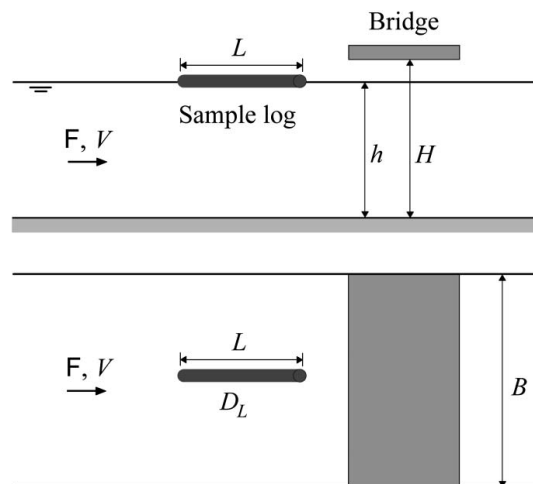 Bridge
L
Sample log
F, V
h
H
L
F, V
D_L
B